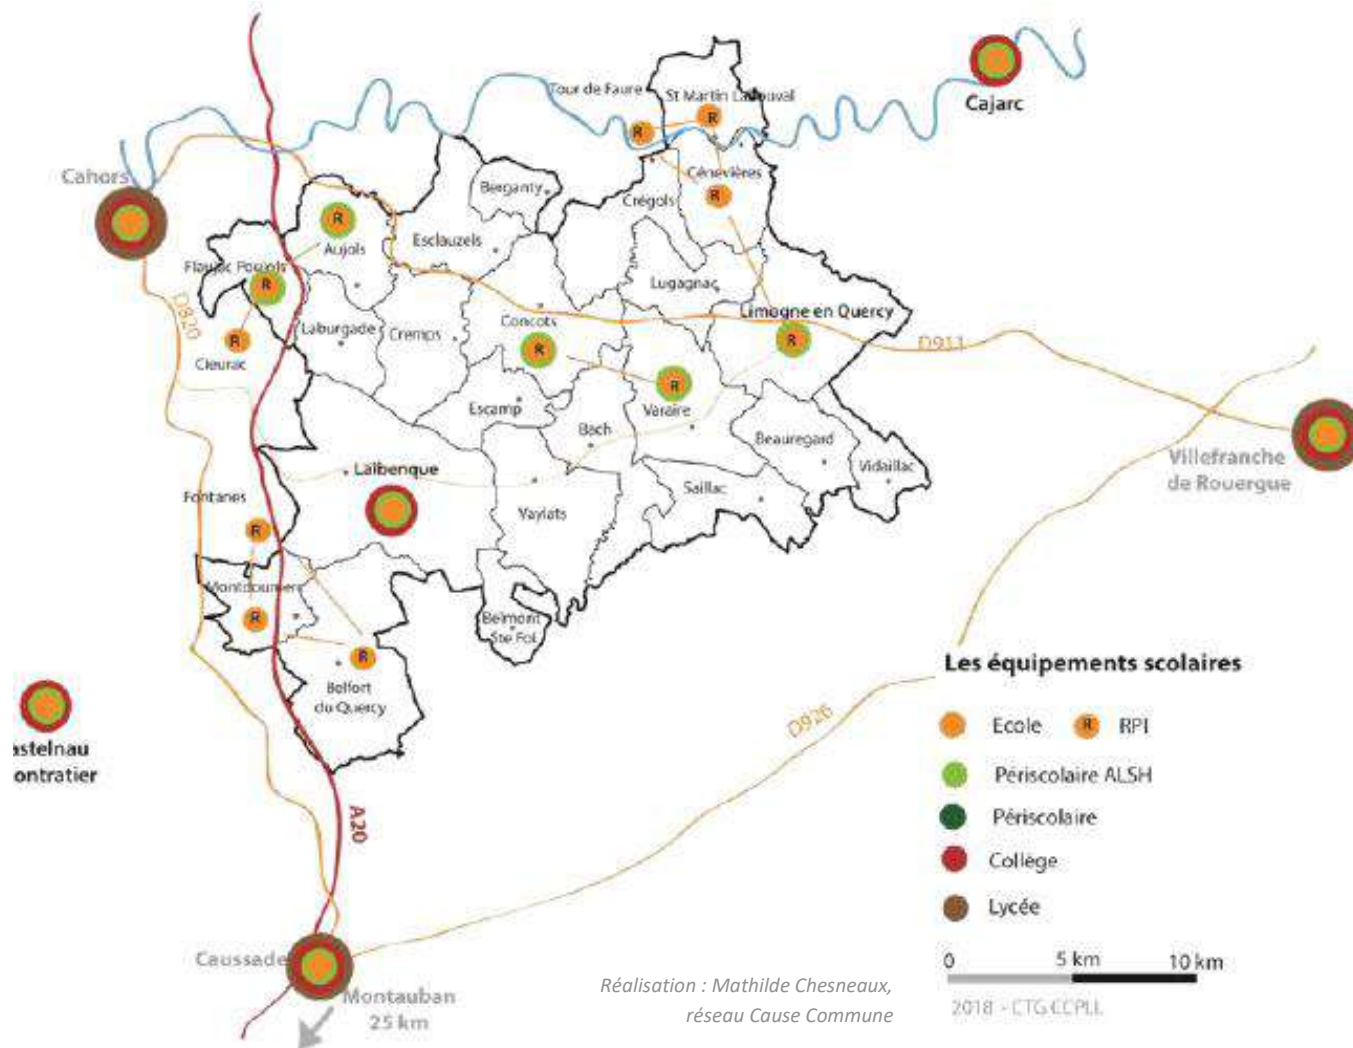 Tour de Faure
St Martin Labouval
Cajarc
Cahors
R
R
Cénevières
Berganty
Crégols
R
R
Aujols
Esclauzels
Flaujac Poujols
R
Lugagnac
Limogne en Quercy
D820
Laburgade
Cremps
Concots
R
R
R
D911
Cieurac
R
Escamp
Varaire
Bach
Beauregard
Vidaillac
Villefranche
de Rouergue
Lalbenque
Saillac
Fontanes
R
Vaylats
Montdoumerc
R
Belmont
Ste Foi
R
Belfort
du Quercy
D926
astelnau
ontratier
A20
Caussade
Montauban
25 km
Les équipements scolaires
Ecole
R RPI
Périscolaire ALSH
Périscolaire
Collège
Lycée
0 5 km 10 km
2018 - CTG CCPLL
Réalisation : Mathilde Chesneaux,
réseau Cause Commune